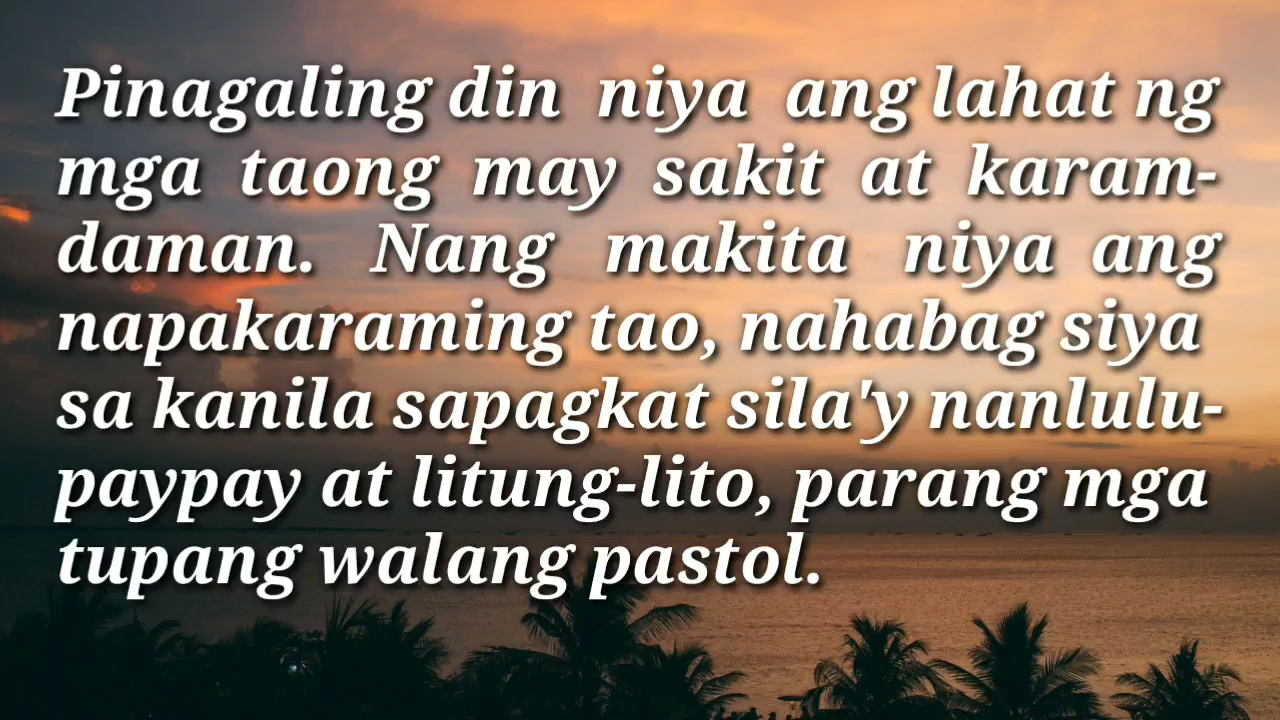 Pinagaling din niya ang lahat ng
mga taong may sakit at karam-
daman. Nang makita niya ang
napakaraming tao, nahabag siya
sa kanila sapagkat sila'y nanlulu-
paypay at litung-lito, parang mga
tupang walang pastol.